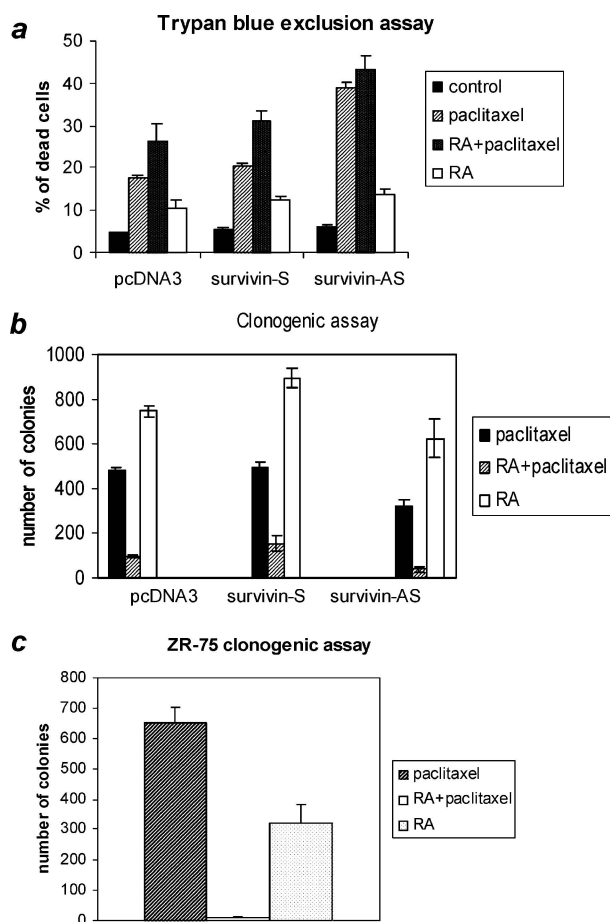 a
Trypan blue exclusion assay
% of dead cells
50
40
30
20
10
0
pcDNA3 survivin-S survivin-AS
control
paclitaxel
RA+paclitaxel
RA
b
Clonogenic assay
number of colonies
1000
800
600
400
200
0
pcDNA3 survivin-S survivin-AS
paclitaxel
RA+paclitaxel
RA
c
ZR-75 clonogenic assay
number of colonies
800
700
600
500
400
300
200
100
0
paclitaxel
RA+paclitaxel
RA